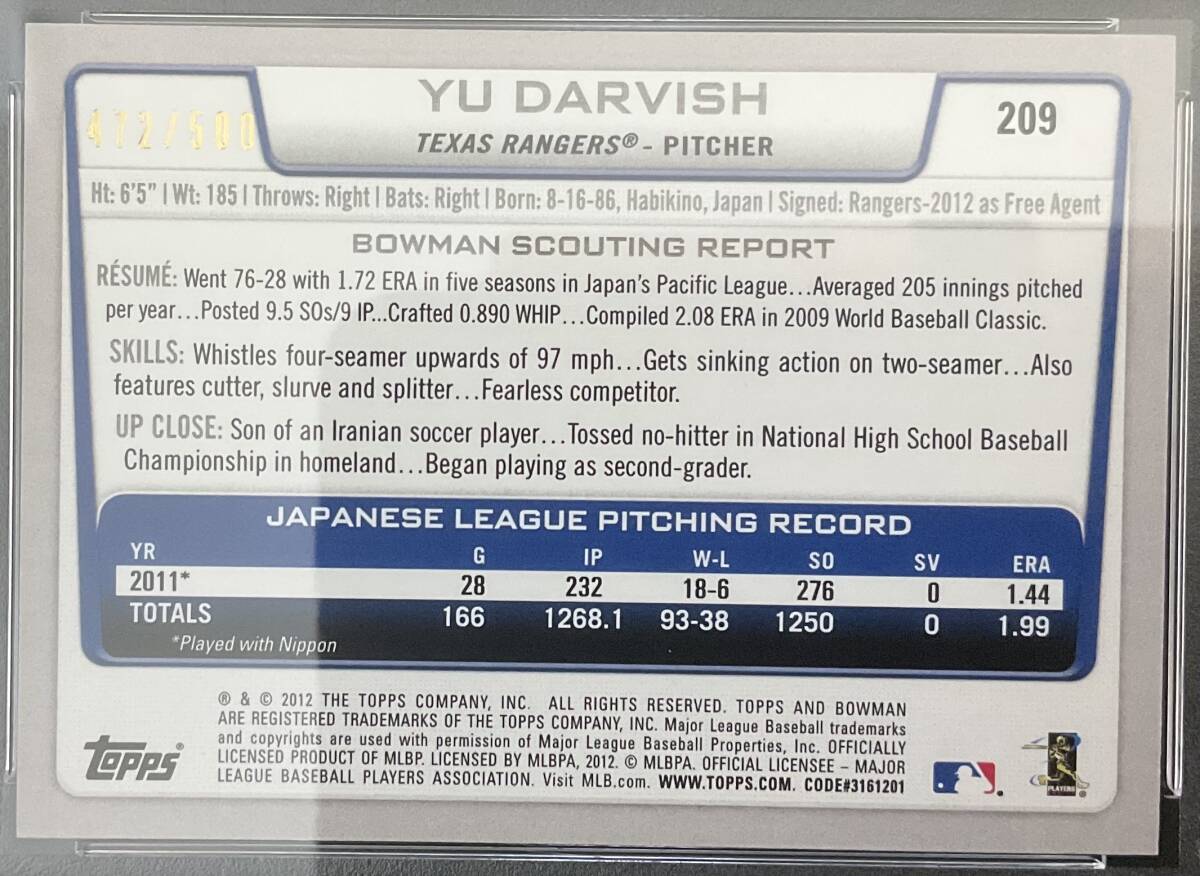 472/500
YU DARVISH
TEXAS RANGERS® - PITCHER
209
Ht: 6'5" | Wt: 185 | Throws: Right | Bats: Right | Born: 8-16-86, Habikino, Japan | Signed: Rangers-2012 as Free Agent
BOWMAN SCOUTING REPORT
RÉSUMÉ: Went 76-28 with 1.72 ERA in five seasons in Japan's Pacific League...Averaged 205 innings pitched
per year...Posted 9.5 SOs/9 IP...Crafted 0.890 WHIP...Compiled 2.08 ERA in 2009 World Baseball Classic.
SKILLS: Whistles four-seamer upwards of 97 mph...Gets sinking action on two-seamer...Also
features cutter, slurve and splitter...Fearless competitor.
UP CLOSE: Son of an Iranian soccer player...Tossed no-hitter in National High School Baseball
Championship in homeland...Began playing as second-grader.
JAPANESE LEAGUE PITCHING RECORD
YR G IP W-L SO SV ERA
2011* 28 232 18-6 276 0 1.44
TOTALS 166 1268.1 93-38 1250 0 1.99
*Played with Nippon
® & © 2012 THE TOPPS COMPANY, INC. ALL RIGHTS RESERVED. TOPPS AND BOWMAN
ARE REGISTERED TRADEMARKS OF THE TOPPS COMPANY, INC. Major League Baseball trademarks
and copyrights are used with permission of Major League Baseball Properties, Inc. OFFICIALLY
LICENSED PRODUCT OF MLBP. LICENSED BY MLBPA, 2012. © MLBPA. OFFICIAL LICENSEE – MAJOR
LEAGUE BASEBALL PLAYERS ASSOCIATION. Visit MLB.com. WWW.TOPPS.COM. CODE#3161201
topps®
PLAYERS